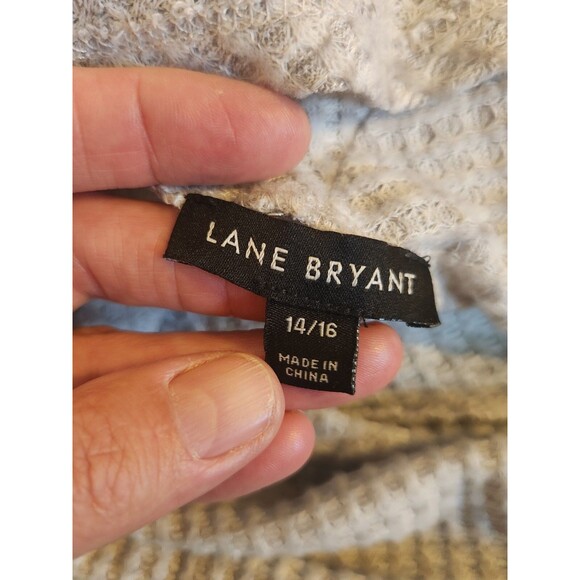 LANE BRYANT
14/16
MADE IN
CHINA